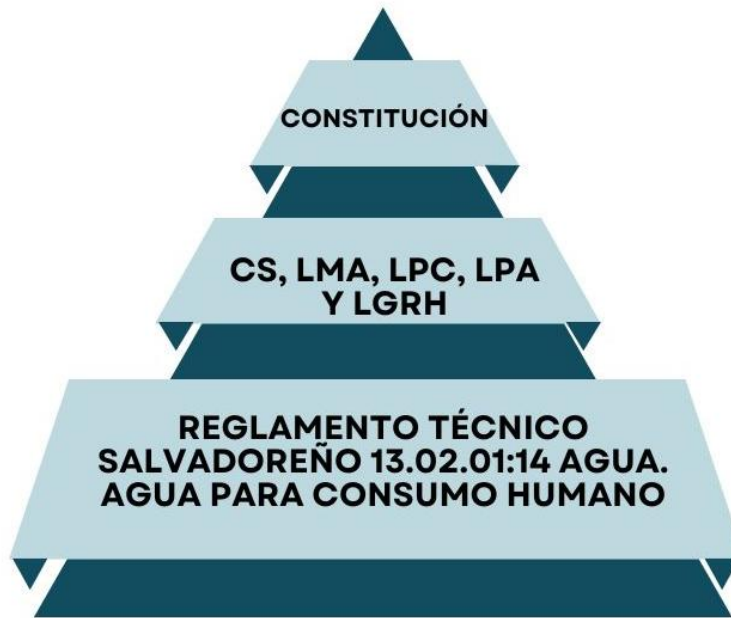 CONSTITUCIÓN
CS, LMA, LPC, LPA
Y LGRH
REGLAMENTO TÉCNICO
SALVADOREÑO 13.02.01:14 AGUA.
AGUA PARA CONSUMO HUMANO